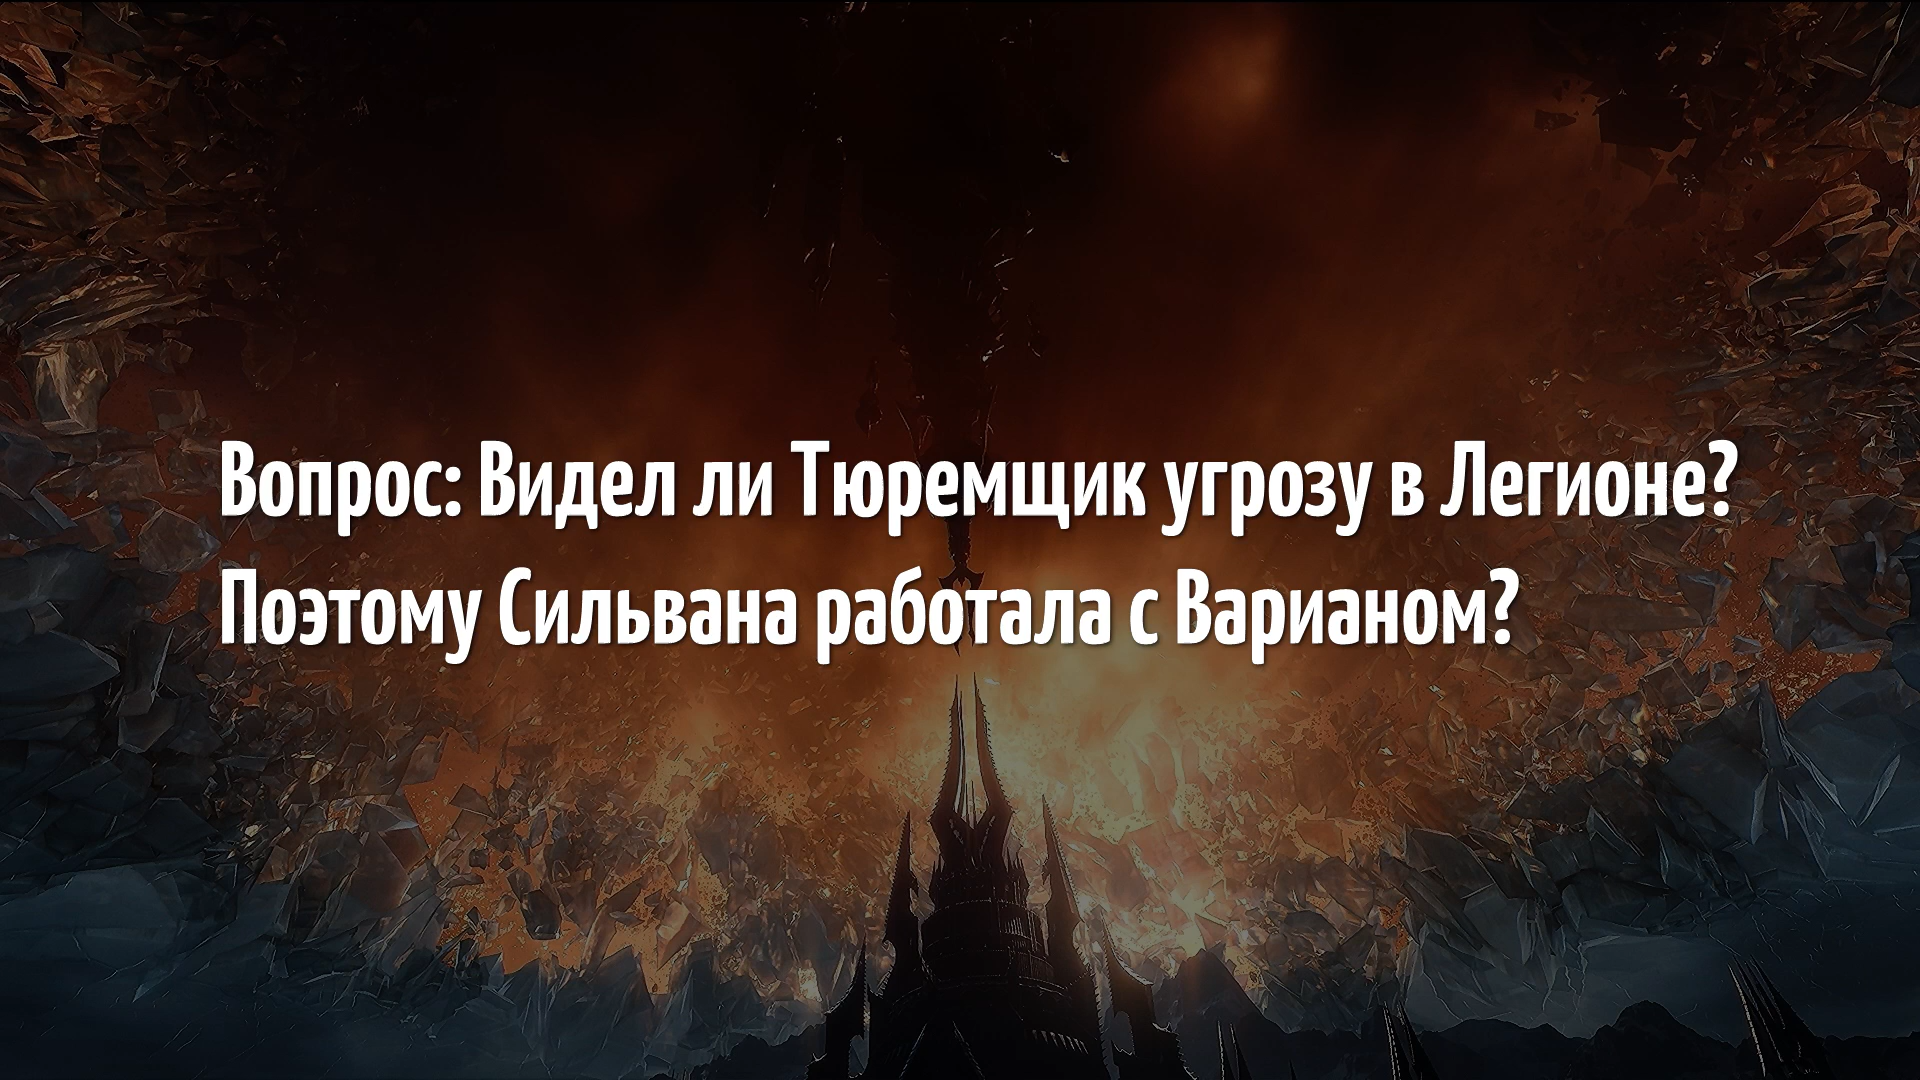 Вопрос: Видел ли Тюремщик угрозу в Легионе?
Поэтому Сильвана работала с Варианом?